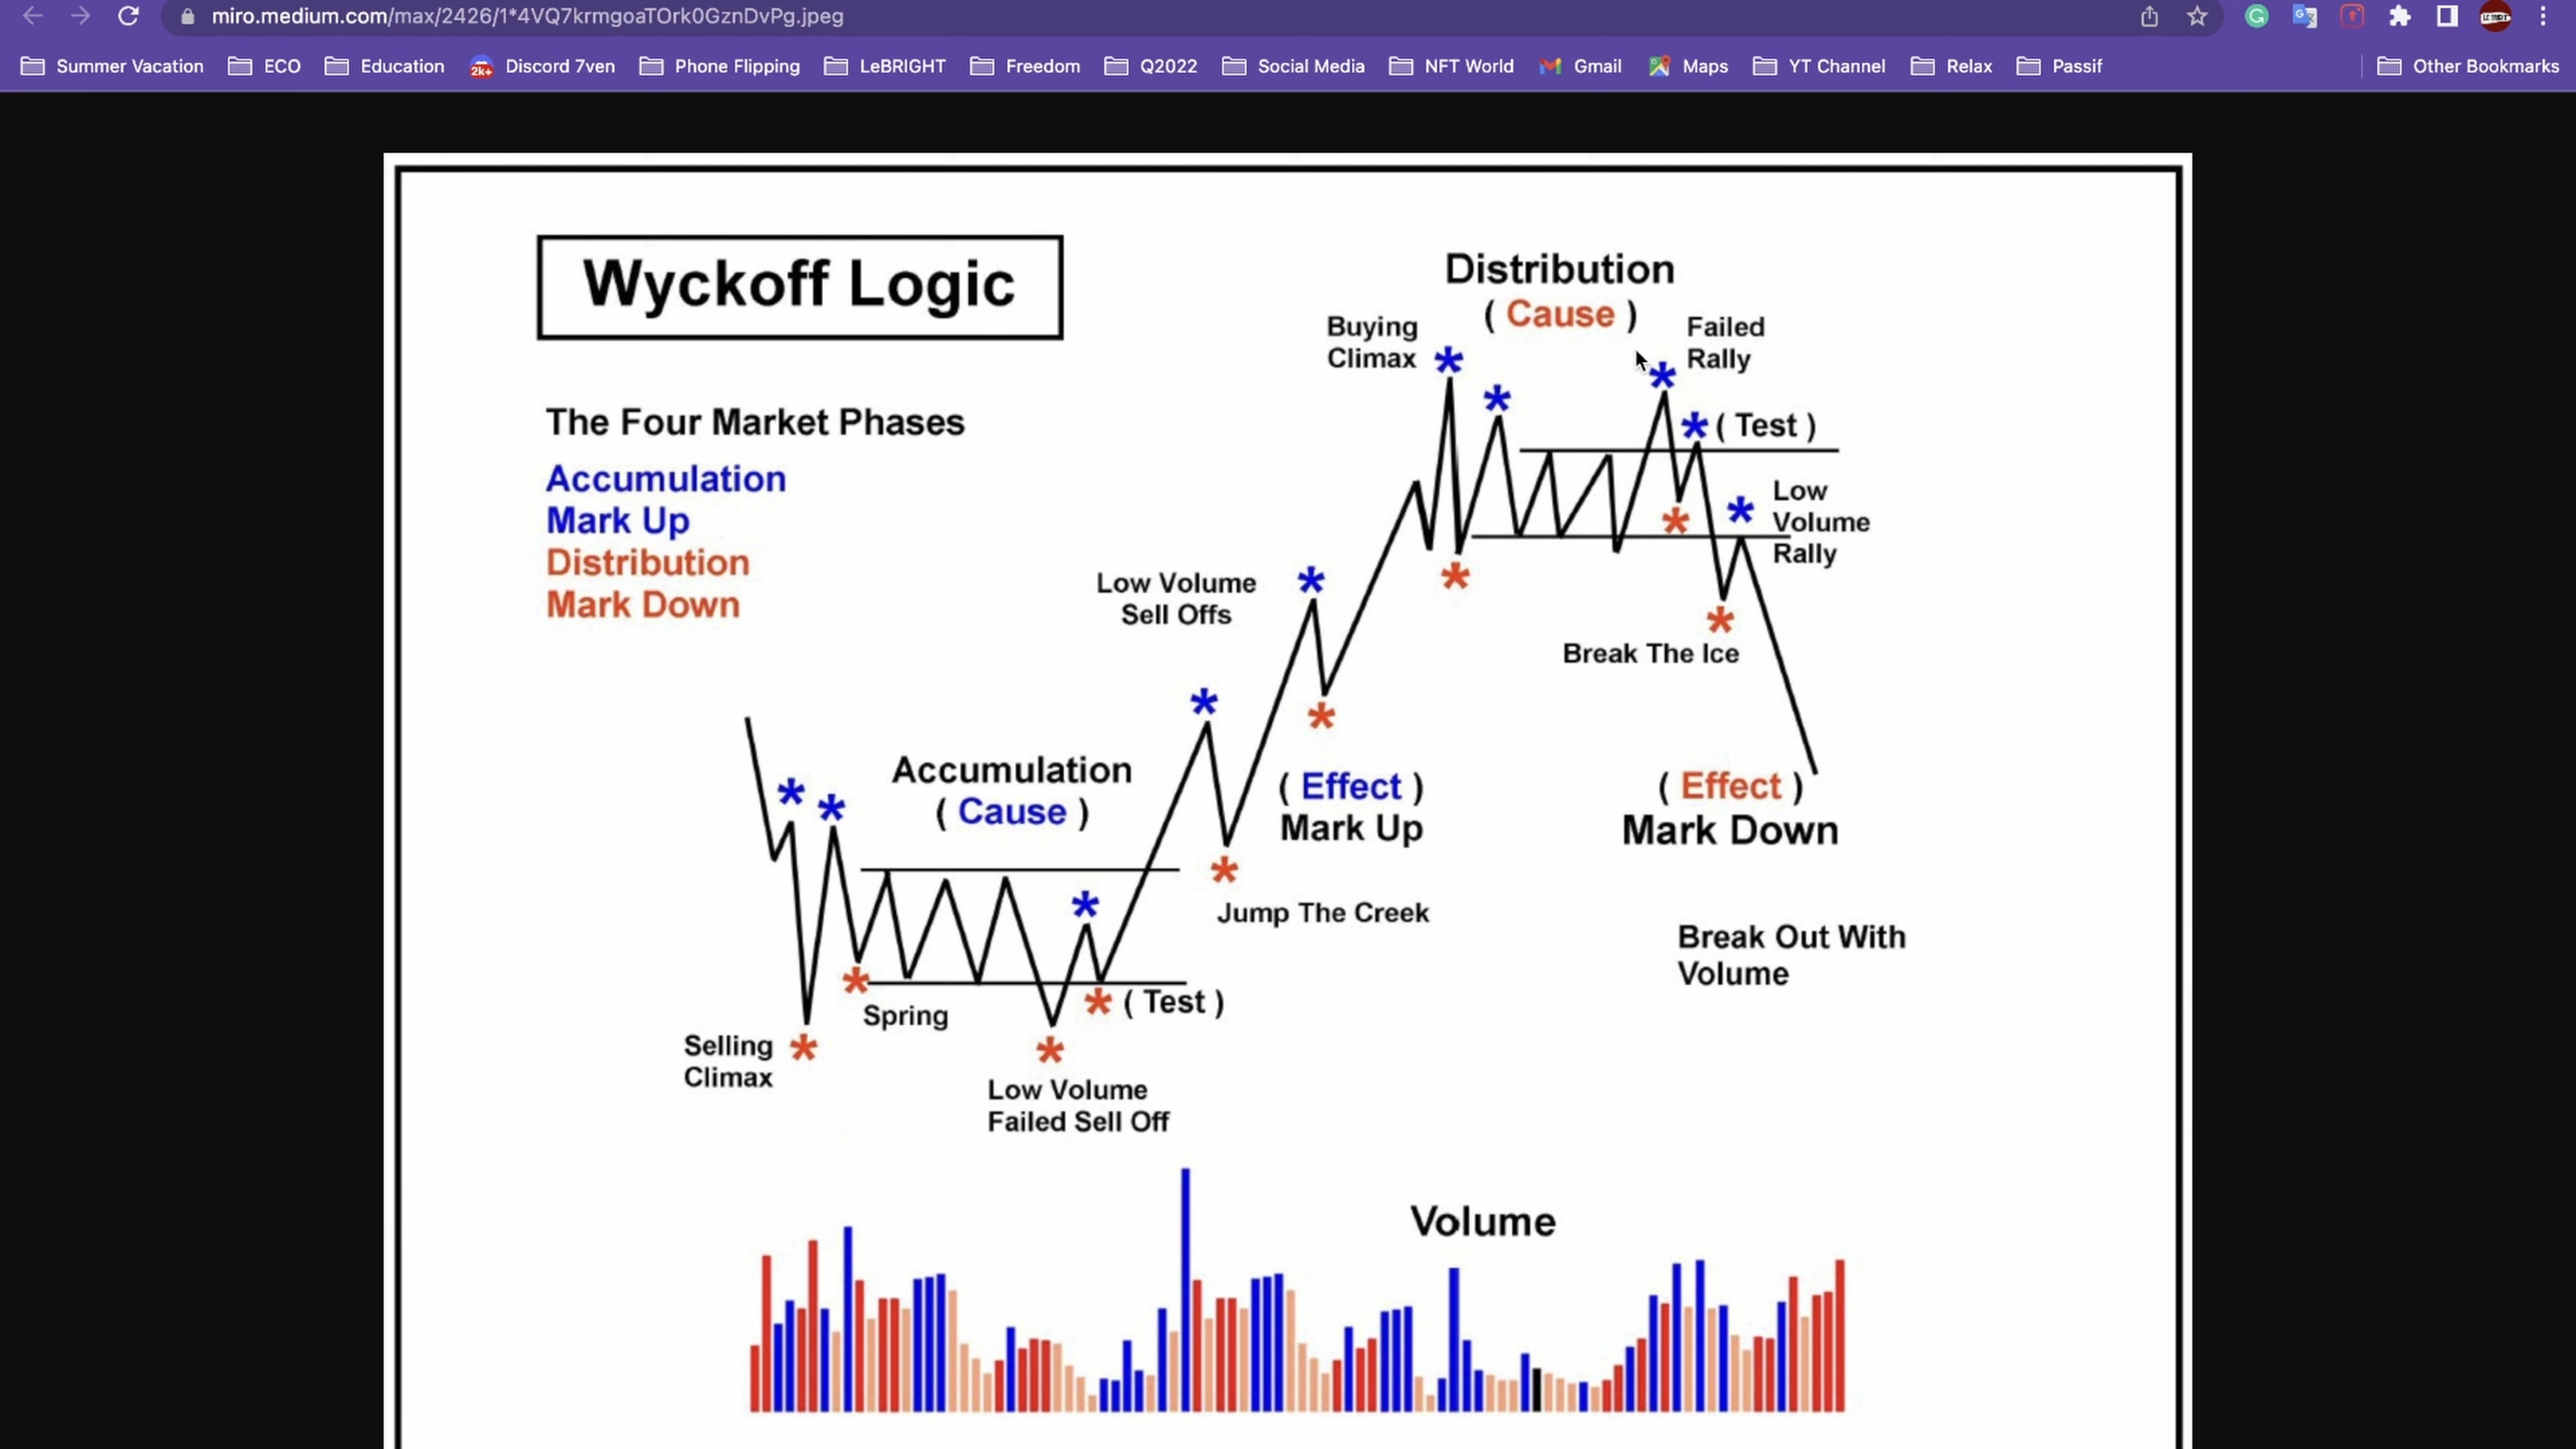 miro.medium.com/max/2426/1*4VQ7krmgoaTOrk0GznDvPg.jpeg
Summer Vacation ECO Education Discord 7ven Phone Flipping LeBRIGHT Freedom Q2022 Social Media NFT World Gmail Maps YT Channel Relax Passif Other Bookmarks
2k+
Wyckoff Logic
The Four Market Phases
Accumulation
Mark Up
Distribution
Mark Down
Distribution
( Cause )
Buying
Climax
Failed
Rally
( Test )
Low
Volume
Rally
Break The Ice
Low Volume
Sell Offs
Accumulation
( Cause )
( Effect )
Mark Up
( Effect )
Mark Down
Jump The Creek
Break Out With
Volume
Spring
( Test )
Selling
Climax
Low Volume
Failed Sell Off
Volume